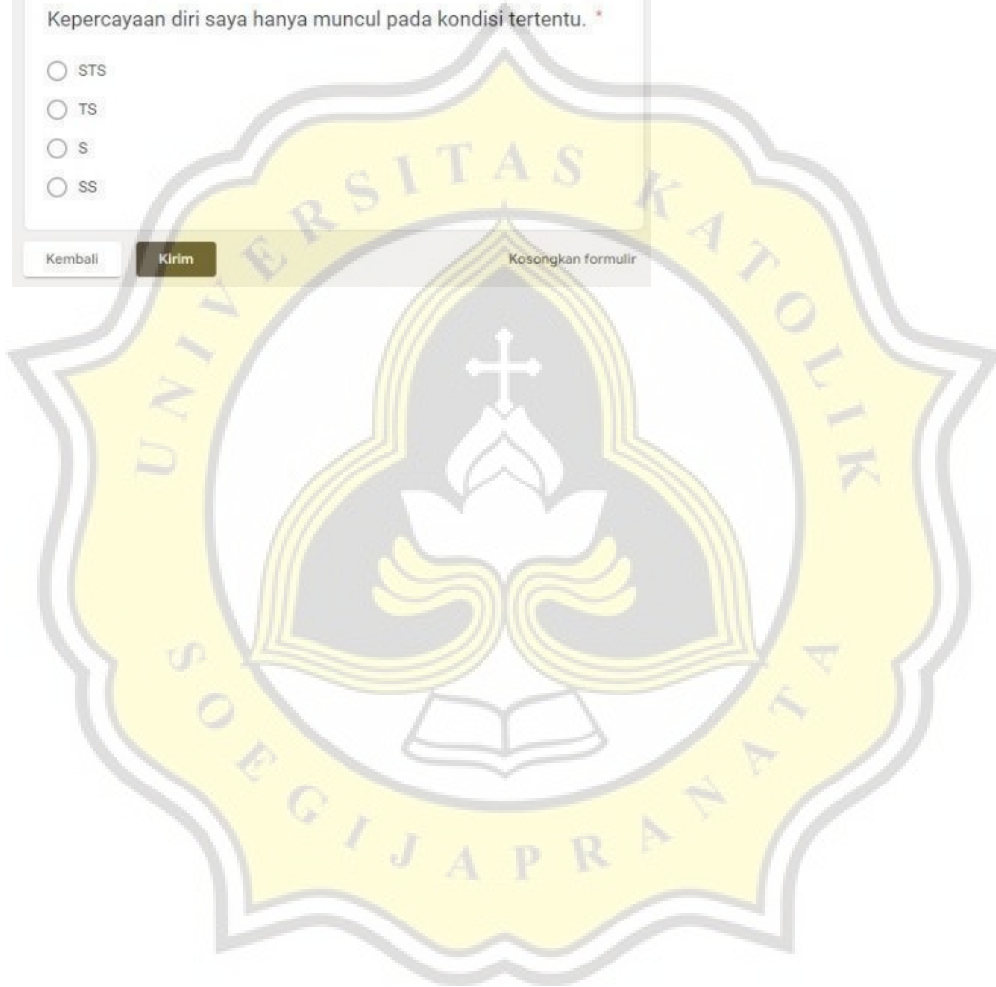 Kepercayaan diri saya hanya muncul pada kondisi tertentu. *
STS
TS
S
SS
Kembali
Kirim
Kosongkan formulir
UNIVERSITAS KATOLIK
SOEGIJAPRANATA